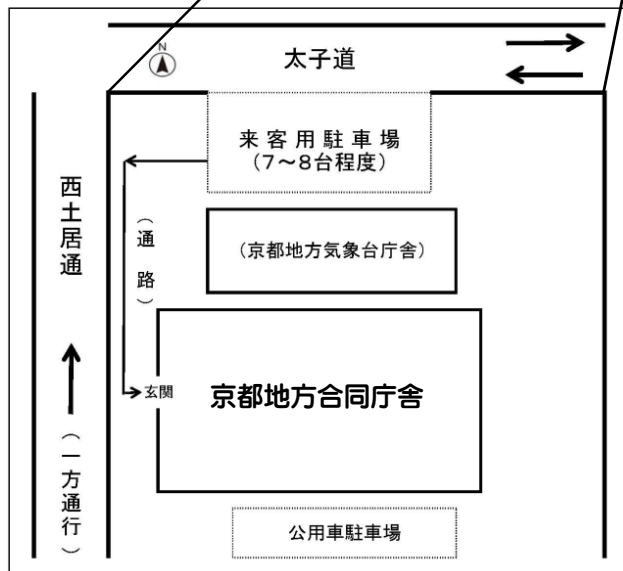 N
太子道
来客用駐車場
(7～8台程度)
西土居通
(通路)
(京都地方気象台庁舎)
玄関
京都地方合同庁舎
(一方通行)
公用車駐車場